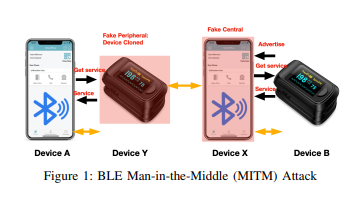 Fake Peripheral:
Device Cloned
Fake Central
Advertise
Get service
Get service
Service
Service
Device A
Device Y
Device X
Device B
Figure 1: BLE Man-in-the-Middle (MITM) Attack